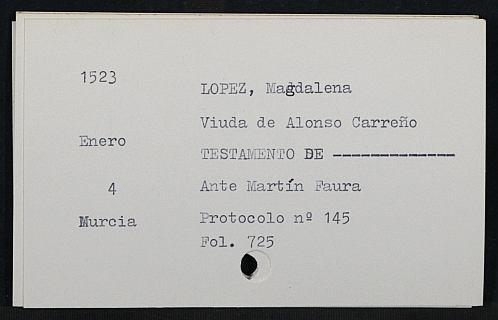 1523
LOPEZ, Magdalena
Viuda de Alonso Carreño
Enero
TESTAMENTO DE -------------
4
Ante Martín Faura
Murcia
Protocolo nº 145
Fol. 725